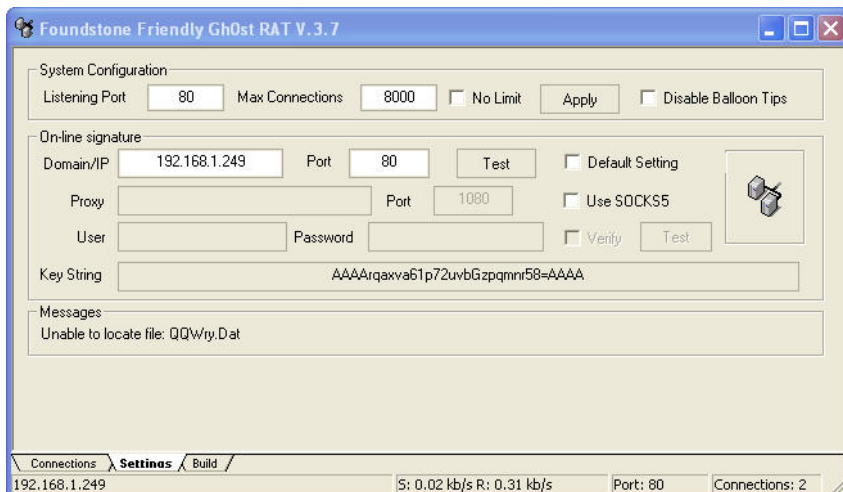 Foundstone Friendly Gh0st RAT V.3.7
System Configuration
Listening Port 80 Max Connections 8000 No Limit Apply Disable Balloon Tips
On-line signature
Domain/IP 192.168.1.249 Port 80 Test Default Setting
Proxy Port 1080 Use SOCKS5
User Password Verify Test
Key String AAAArqaxva61p72uvbGzpqmnr58=AAAA
Messages
Unable to locate file: QQWry.Dat
Connections Settings Build
192.168.1.249 S: 0.02 kb/s R: 0.31 kb/s Port: 80 Connections: 2